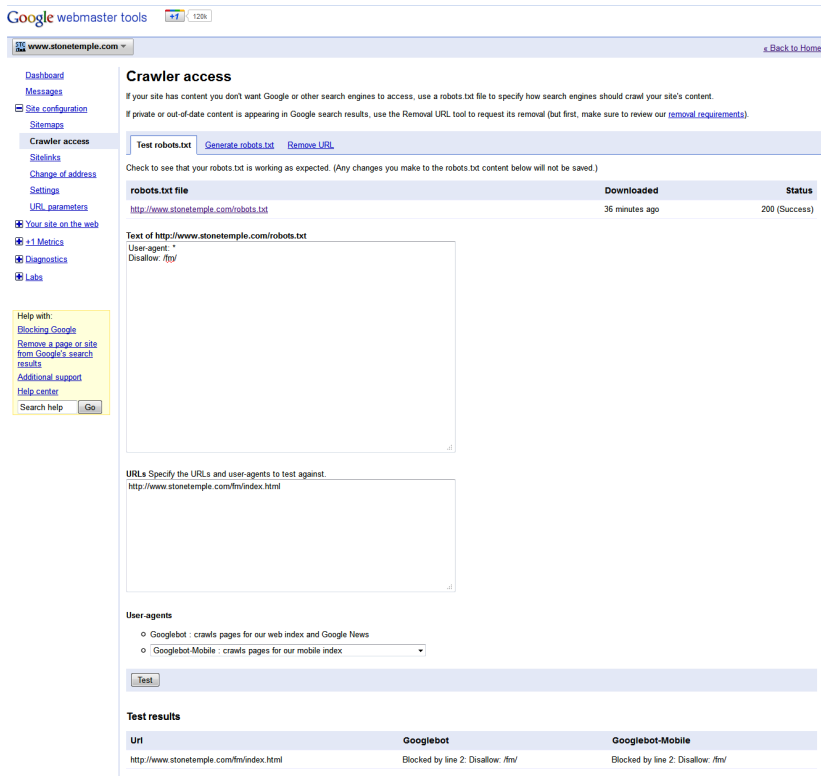 Google webmaster tools +1 120k
www.stonetemple.com
« Back to Home
Dashboard
Messages
Site configuration
Sitemaps
Crawler access
Sitelinks
Change of address
Settings
URL parameters
Your site on the web
+1 Metrics
Diagnostics
Labs
Help with:
Blocking Google
Remove a page or site
from Google's search
results
Additional support
Help center
Search help Go
Crawler access
If your site has content you don't want Google or other search engines to access, use a robots.txt file to specify how search engines should crawl your site's content.
If private or out-of-date content is appearing in Google search results, use the Removal URL tool to request its removal (but first, make sure to review our removal requirements).
Test robots.txt Generate robots.txt Remove URL
Check to see that your robots.txt is working as expected. (Any changes you make to the robots.txt content below will not be saved.)
robots.txt file Downloaded Status
http://www.stonetemple.com/robots.txt 36 minutes ago 200 (Success)
Text of http://www.stonetemple.com/robots.txt
User-agent: *
Disallow: /fm/
URLs Specify the URLs and user-agents to test against.
http://www.stonetemple.com/fm/index.html
User-agents
Googlebot : crawls pages for our web index and Google News
Googlebot-Mobile : crawls pages for our mobile index
Test
Test results
Url Googlebot Googlebot-Mobile
http://www.stonetemple.com/fm/index.html Blocked by line 2: Disallow: /fm/ Blocked by line 2: Disallow: /fm/